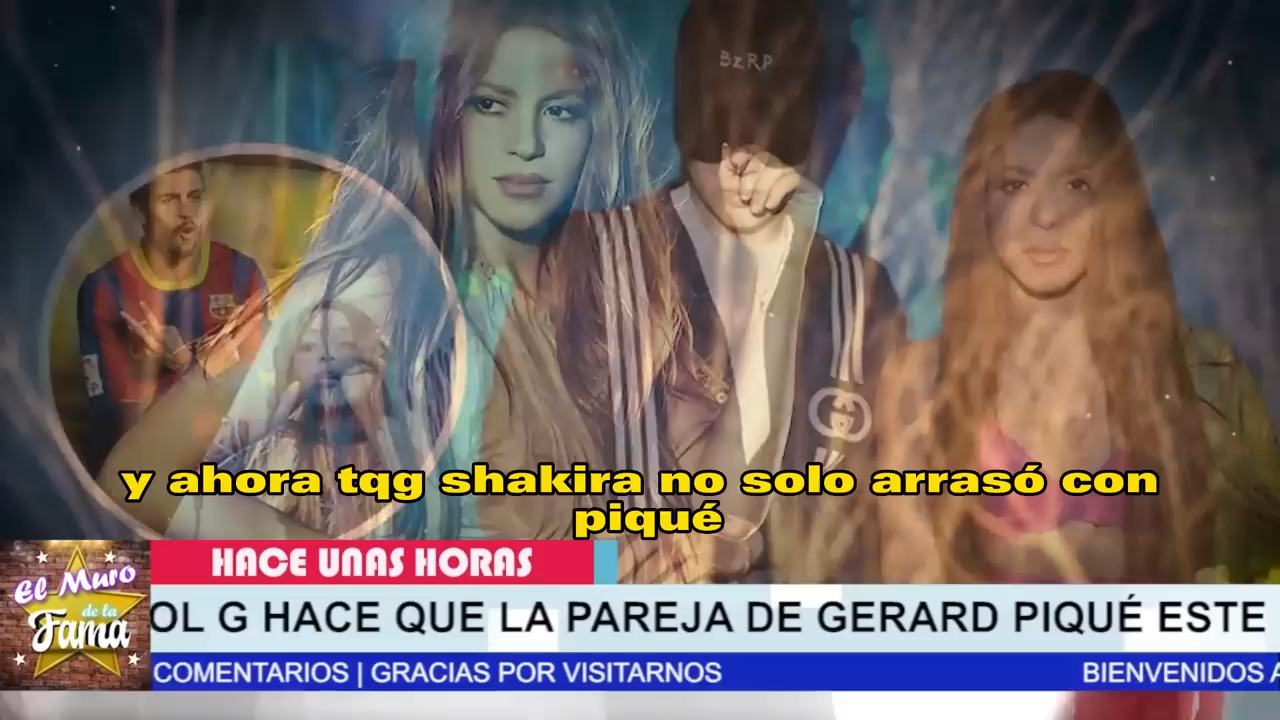 BZRP
y ahora tqg shakira no solo arrasó con
piqué
HACE UNAS HORAS
El Muro
de la
Fama
OL G HACE QUE LA PAREJA DE GERARD PIQUÉ ESTE
COMENTARIOS | GRACIAS POR VISITARNOS
BIENVENIDOS A